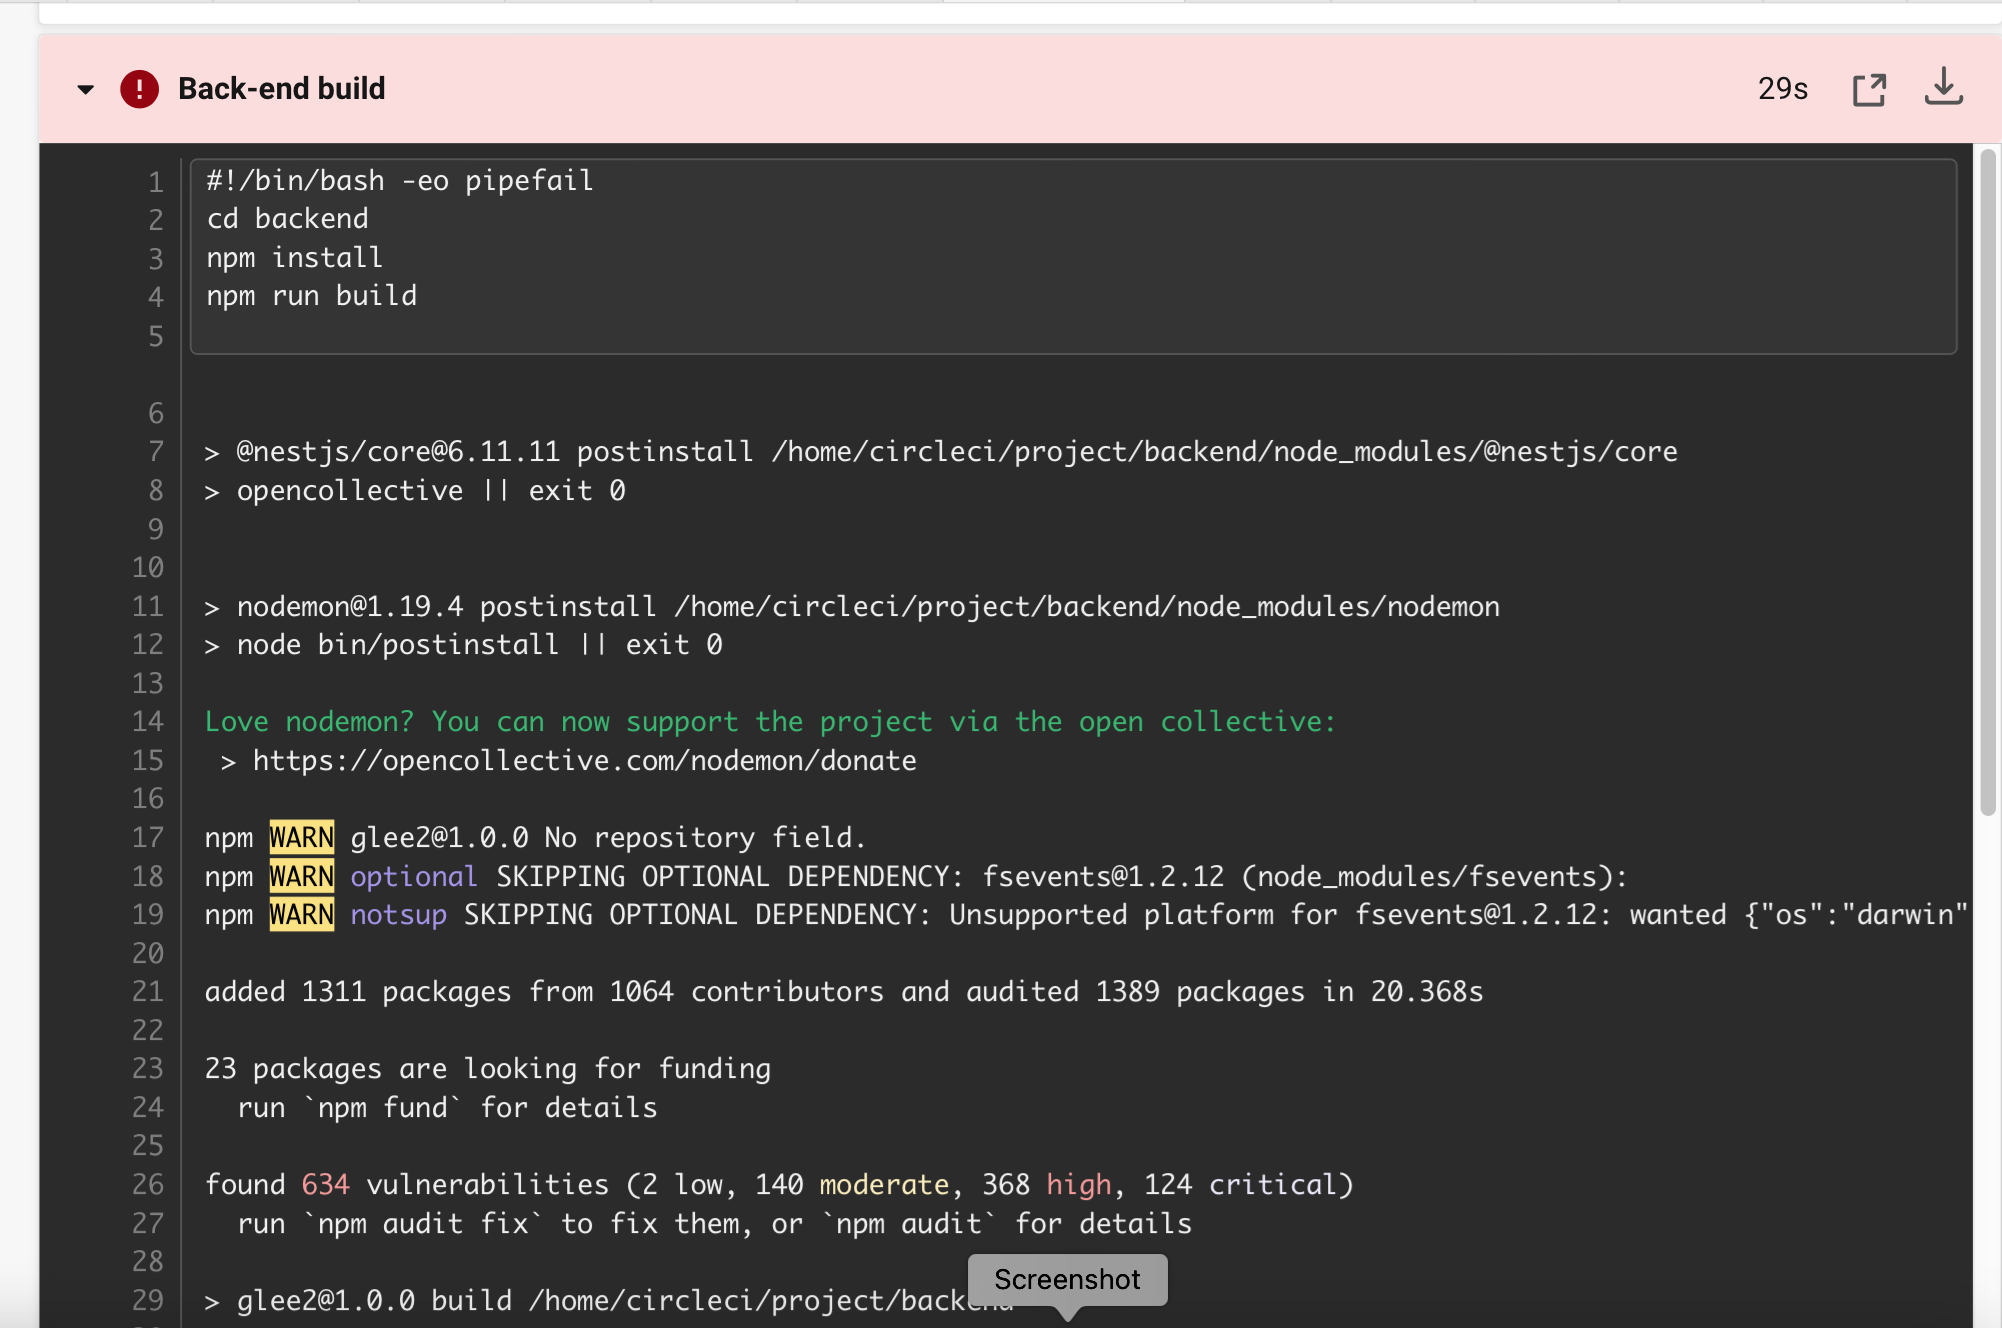 Back-end build
29s
1 #!/bin/bash -eo pipefail
2 cd backend
3 npm install
4 npm run build
5
6
7 > @nestjs/core@6.11.11 postinstall /home/circleci/project/backend/node_modules/@nestjs/core
8 > opencollective || exit 0
9
10
11 > nodemon@1.19.4 postinstall /home/circleci/project/backend/node_modules/nodemon
12 > node bin/postinstall || exit 0
13
14 Love nodemon? You can now support the project via the open collective:
15  > https://opencollective.com/nodemon/donate
16
17 npm WARN glee2@1.0.0 No repository field.
18 npm WARN optional SKIPPING OPTIONAL DEPENDENCY: fsevents@1.2.12 (node_modules/fsevents):
19 npm WARN notsup SKIPPING OPTIONAL DEPENDENCY: Unsupported platform for fsevents@1.2.12: wanted {"os":"darwin"
20
21 added 1311 packages from 1064 contributors and audited 1389 packages in 20.368s
22
23 23 packages are looking for funding
24   run `npm fund` for details
25
26 found 634 vulnerabilities (2 low, 140 moderate, 368 high, 124 critical)
27   run `npm audit fix` to fix them, or `npm audit` for details
28
Screenshot
29 > glee2@1.0.0 build /home/circleci/project/backend